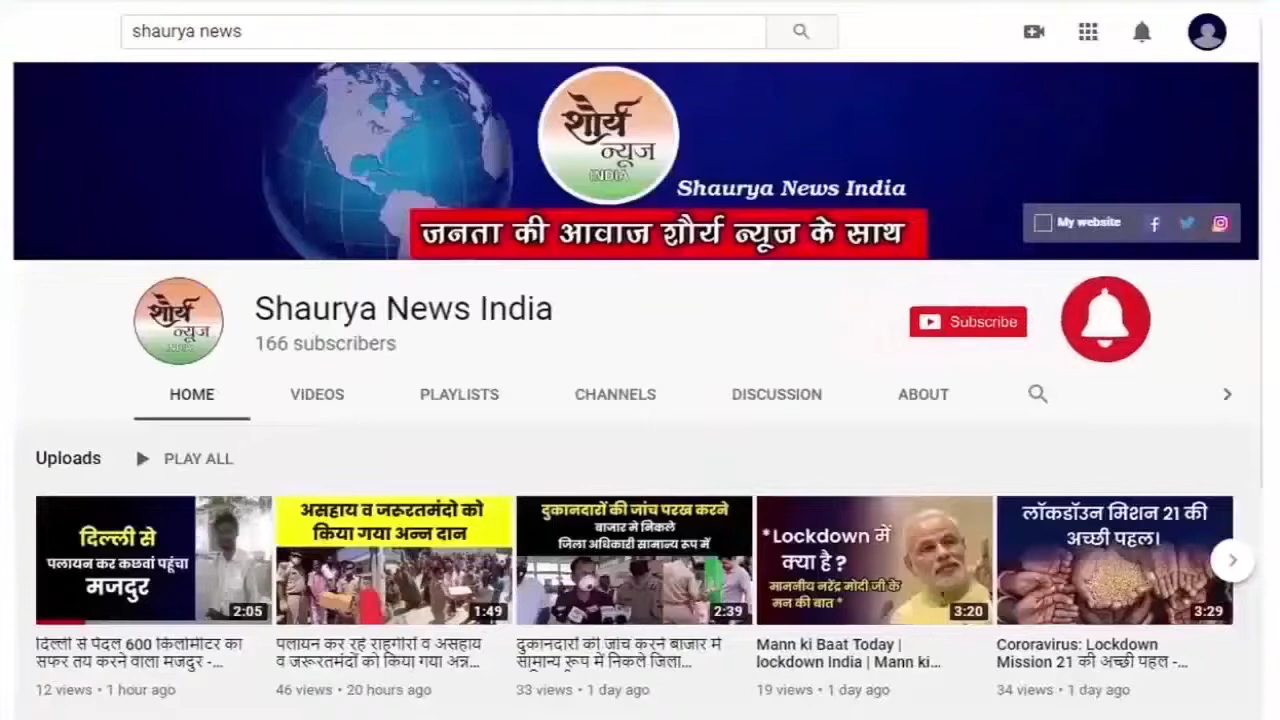 shaurya news
शौर्य
न्यूज
INDIA
Shaurya News India
जनता की आवाज शौर्य न्यूज के साथ
My website
शौर्य
न्यूज
Shaurya News India
166 subscribers
Subscribe
HOME VIDEOS PLAYLISTS CHANNELS DISCUSSION ABOUT
Uploads PLAY ALL
दिल्ली से
पलायन कर कछवां पहूंचा
मजदुर
2:05
असहाय व जरूरतमंदो को
किया गया अन्न दान
1:49
दुकानदारों की जांच परख करने
बाजार मे निकले
जिला अधिकारी सामान्य रूप में
2:39
*Lockdown में
क्या है ?
माननीय नरेंद्र मोदी जी के
मन की बात *
3:20
लॉकडॉउन मिशन 21 की
अच्छी पहल।
3:29
दिल्ली से पैदल 600 किलोमीटर का
सफर तय करने वाला मजदुर -...
12 views • 1 hour ago
पलायन कर रहे राहगीरों व असहाय
व जरूरतमंदों को किया गया अन्न...
46 views • 20 hours ago
दुकानदारों की जांच करने बाजार में
सामान्य रूप में निकले जिला...
33 views • 1 day ago
Mann ki Baat Today |
lockdown India | Mann ki...
19 views • 1 day ago
Cororavirus: Lockdown
Mission 21 की अच्छी पहल -...
34 views • 1 day ago